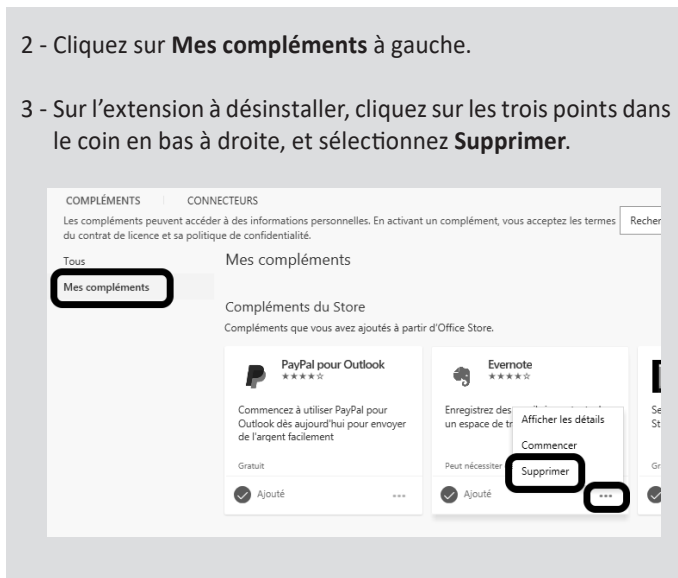 2 - Cliquez sur Mes compléments à gauche.
3 - Sur l'extension à désinstaller, cliquez sur les trois points dans
le coin en bas à droite, et sélectionnez Supprimer.
COMPLÉMENTS CONNECTEURS
Les compléments peuvent accéder à des informations personnelles. En activant un complément, vous acceptez les termes
du contrat de licence et sa politique de confidentialité.
Recher
Tous
Mes compléments
Mes compléments
Compléments du Store
Compléments que vous avez ajoutés à partir d'Office Store.
PayPal pour Outlook
★★★★☆
Commencez à utiliser PayPal pour
Outlook dès aujourd'hui pour envoyer
de l'argent facilement
Gratuit
Ajouté
Evernote
★★★★☆
Enregistrez des
un espace de tr
Peut nécessiter
Ajouté
Afficher les détails
Commencer
Supprimer
Se
St
Gr